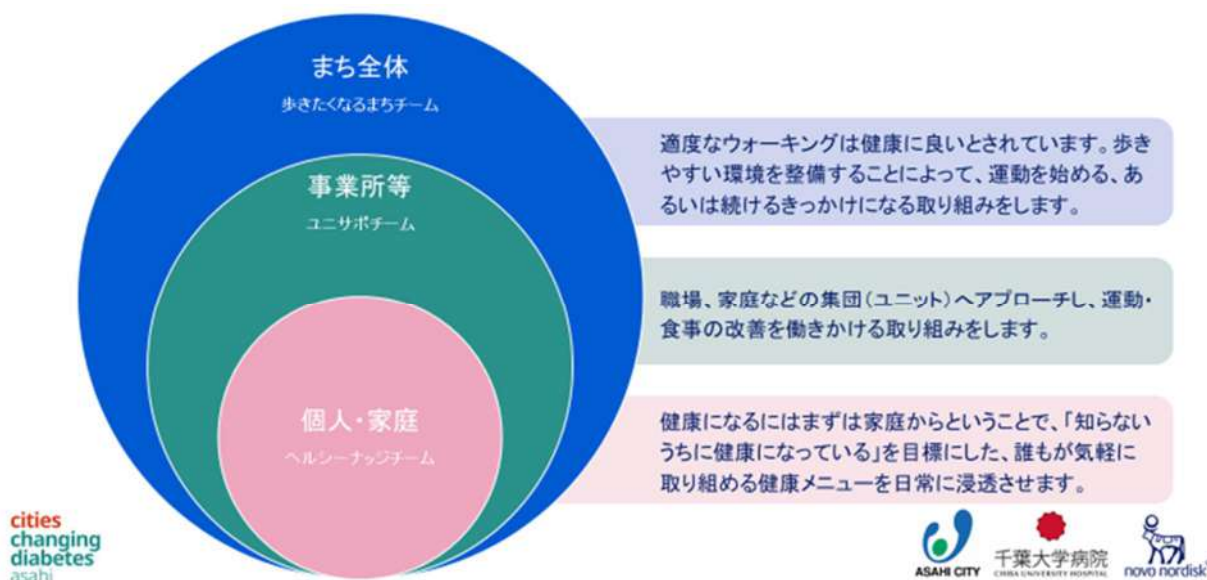 まち全体
歩きたくなるまちチーム
適度なウォーキングは健康に良いとされています。歩き
やすい環境を整備することによって、運動を始める、あ
るいは続けるきっかけになる取り組みをします。
事業所等
ユニサポチーム
職場、家庭などの集団(ユニット)へアプローチし、運動・
食事の改善を働きかける取り組みをします。
個人・家庭
ヘルシーナッジチーム
健康になるにはまずは家庭からということで、「知らない
うちに健康になっている」を目標にした、誰もが気軽に
取り組める健康メニューを日常に浸透させます。
cities
changing
diabetes
asahi
ASAHI CITY
千葉大学病院
CHIBA UNIVERSITY HOSPITAL
novo nordisk